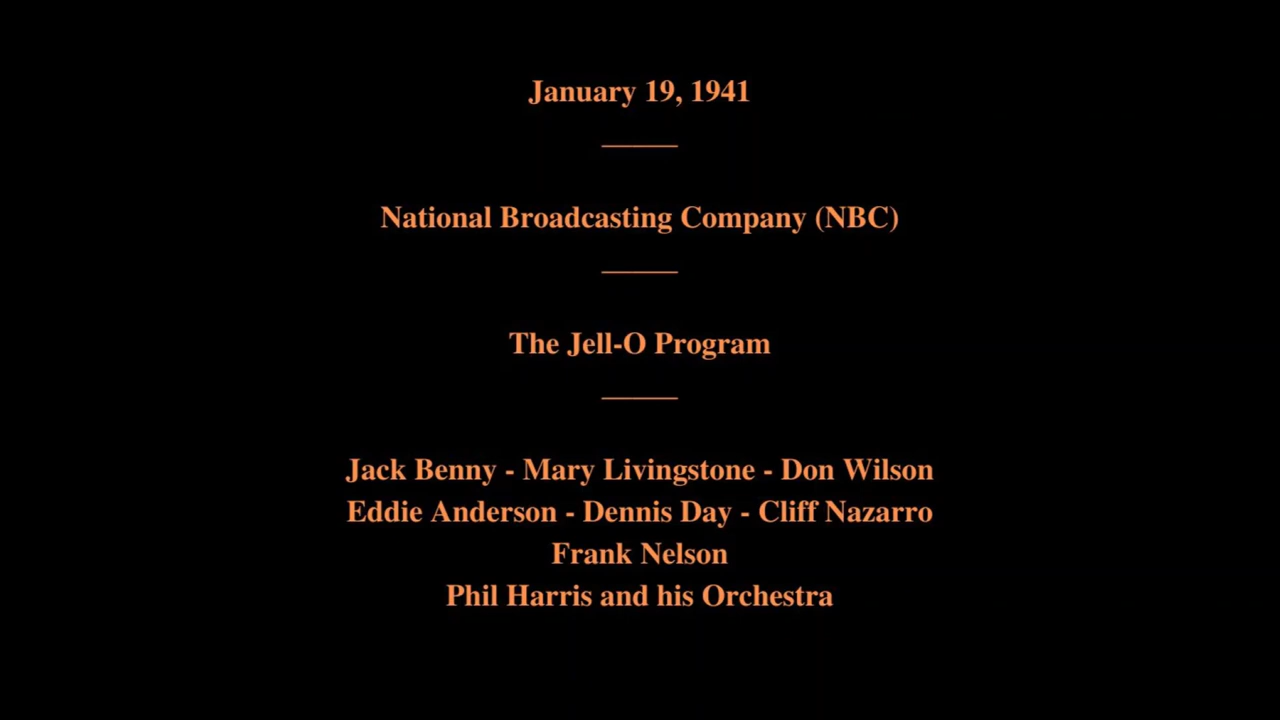 January 19, 1941
National Broadcasting Company (NBC)
The Jell-O Program
Jack Benny - Mary Livingstone - Don Wilson
Eddie Anderson - Dennis Day - Cliff Nazarro
Frank Nelson
Phil Harris and his Orchestra